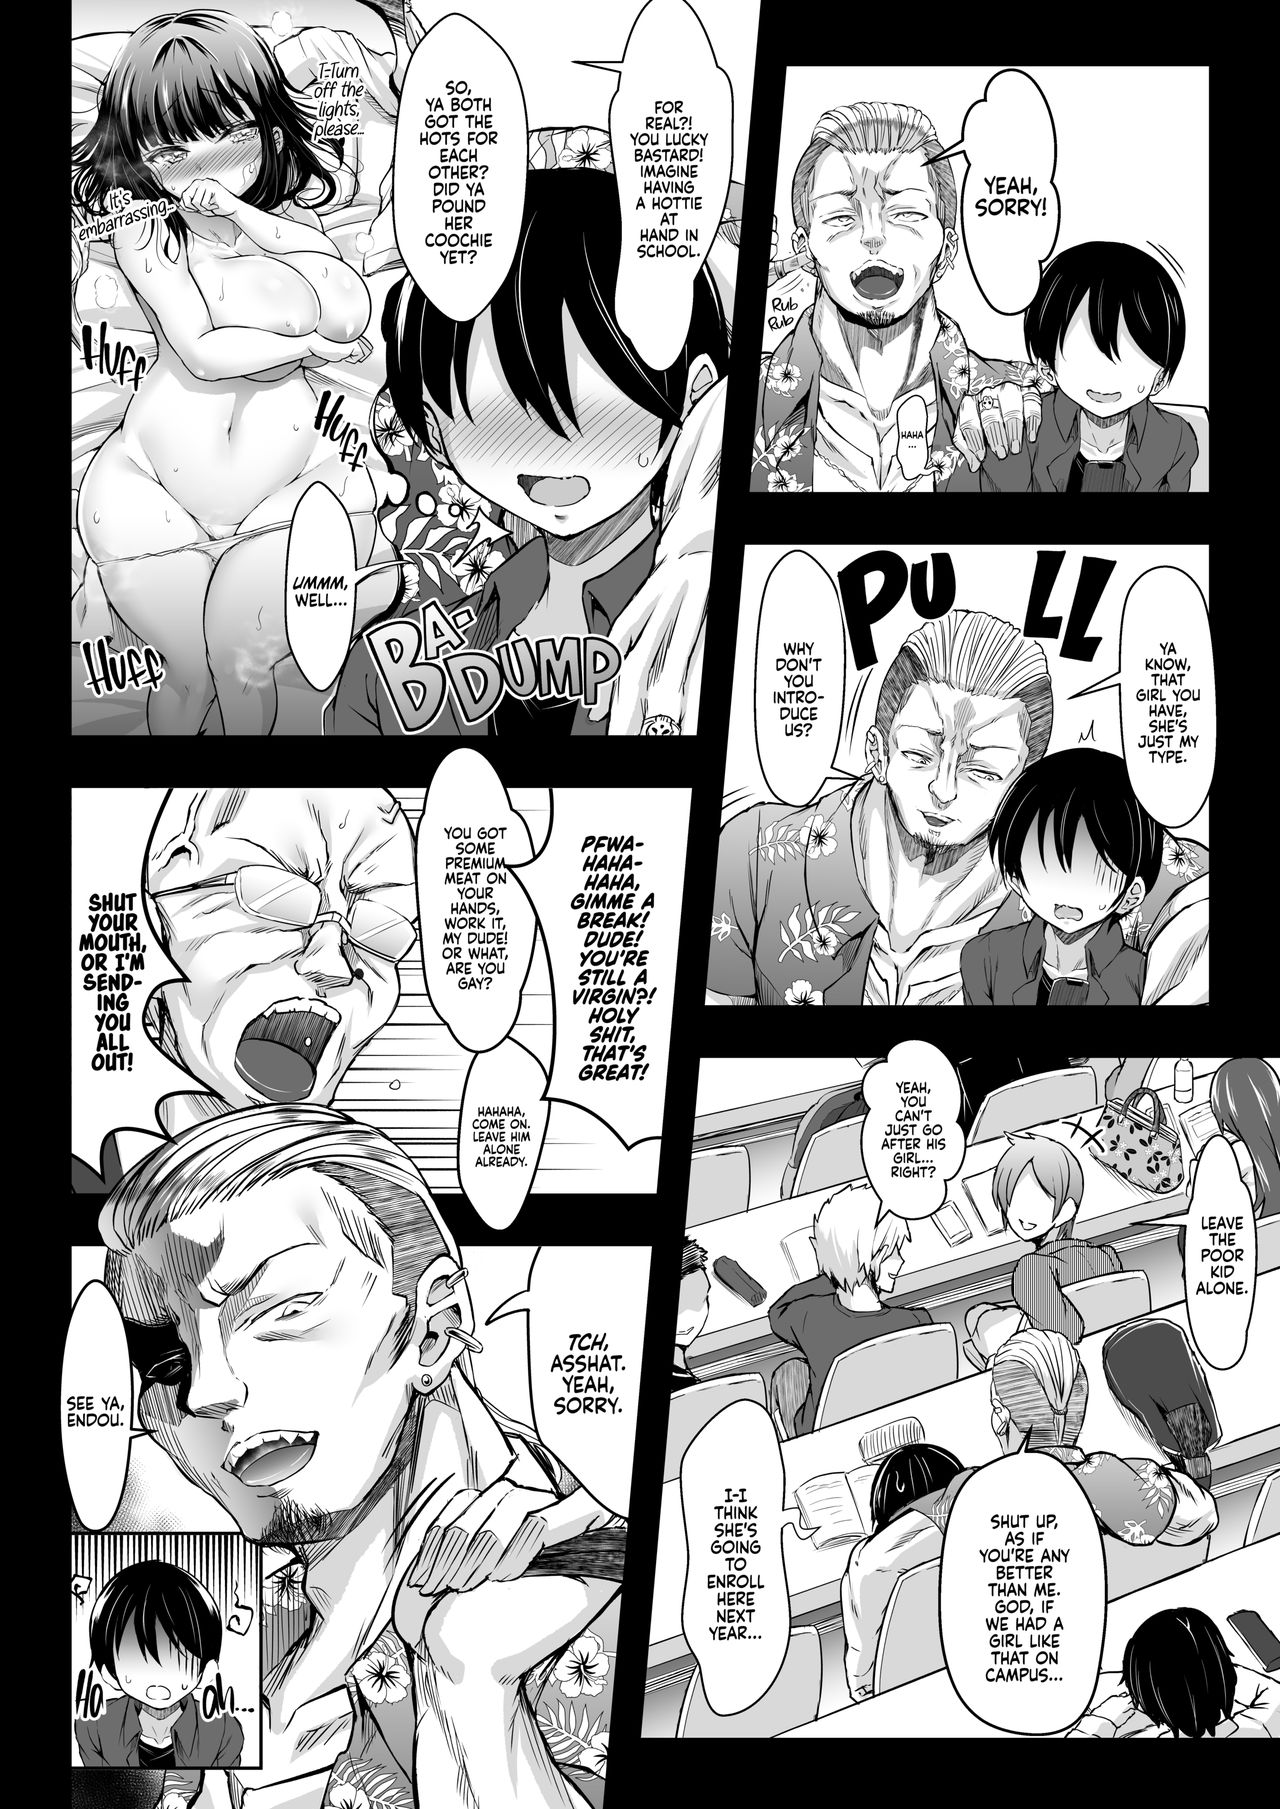 YEAH,
SORRY!
RUB
RUB
HAHA
...
YA
KNOW,
THAT
GIRL YOU
HAVE,
SHE'S
JUST MY
TYPE.
PULL
WHY
DON'T
YOU
INTRO-
DUCE
US?
LEAVE
THE
POOR
KID
ALONE.
YEAH,
YOU
CAN'T
JUST GO
AFTER HIS
GIRL...
RIGHT?
SHUT UP,
AS IF
YOU'RE ANY
BETTER
THAN ME.
GOD, IF
WE HAD A
GIRL LIKE
THAT ON
CAMPUS...
I-I
THINK
SHE'S
GOING
TO
ENROLL
HERE
NEXT
YEAR...
FOR
REAL?!
YOU LUCKY
BASTARD!
IMAGINE
HAVING
A HOTTIE
AT
HAND IN
SCHOOL.
SO,
YA BOTH
GOT THE
HOTS FOR
EACH
OTHER?
DID YA
POUND
HER
COOCHIE
YET?
T-Turn
off the
lights,
please...
It's
embarrassing...
HUFF
HUFF
HUFF
UMMM,
WELL...
BA-
DUMP
PFWA-
HAHA-
HAHA,
GIMME A
BREAK!
DUDE!
YOU'RE
STILL A
VIRGIN?!
HOLY
SHIT,
THAT'S
GREAT!
YOU GOT
SOME
PREMIUM
MEAT ON
YOUR
HANDS,
WORK IT,
MY DUDE!
OR WHAT,
ARE YOU
GAY?
HAHAHA,
COME ON.
LEAVE HIM
ALONE
ALREADY.
SHUT
YOUR
MOUTH,
OR I'M
SEND-
ING
YOU
ALL
OUT!
TCH,
ASSHAT.
YEAH,
SORRY.
SEE YA,
ENDOU.
HA
AH...